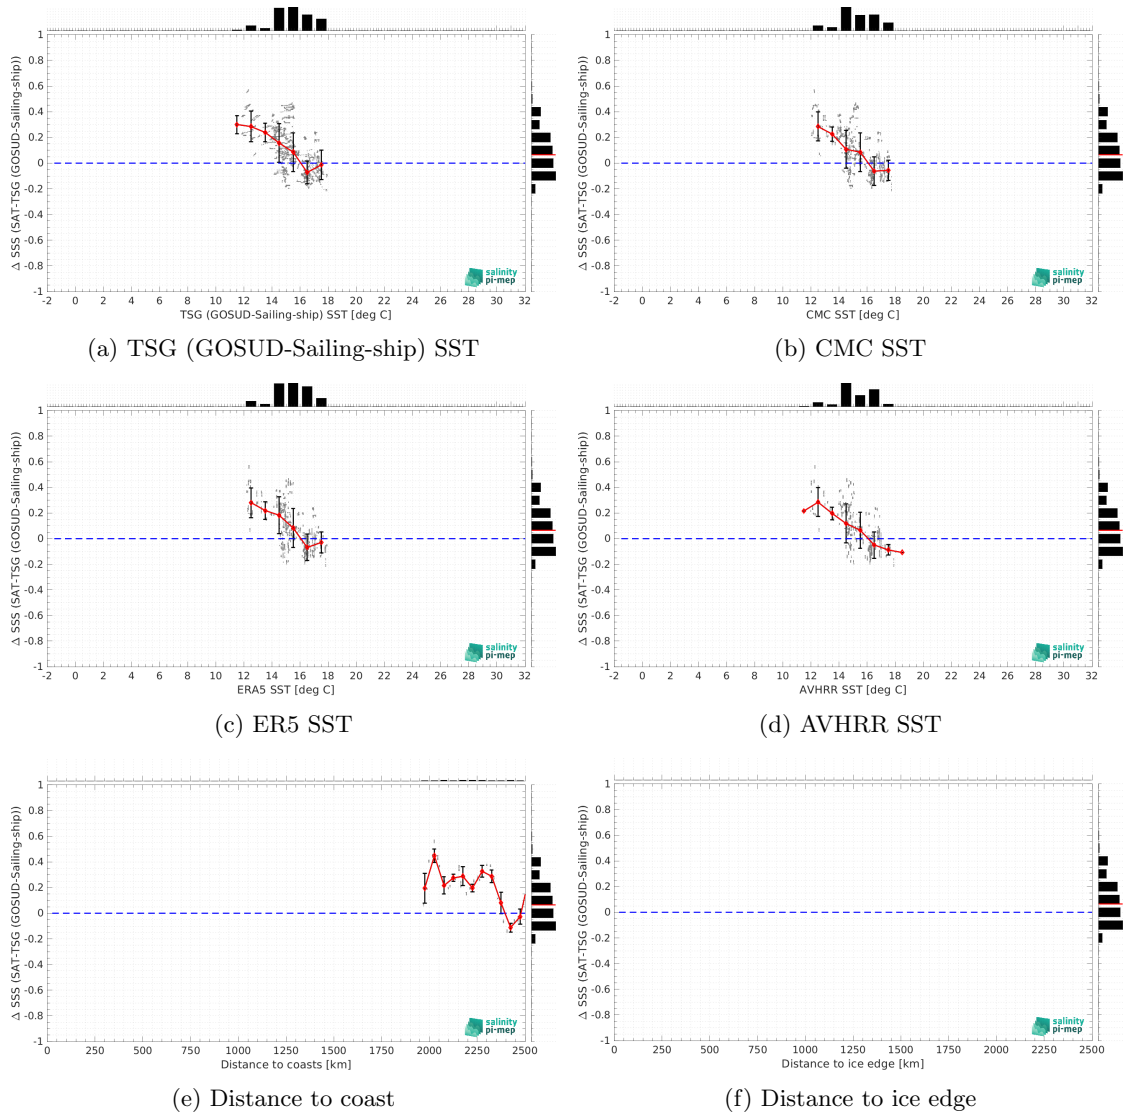 1
0.8
0.6
0.4
0.2
0
-0.2
-0.4
-0.6
-0.8
-1
Δ SSS (SAT-TSG (GOSUD-Sailing-ship))
salinity
pi-mep
-2 0 2 4 6 8 10 12 14 16 18 20 22 24 26 28 30 32
TSG (GOSUD-Sailing-ship) SST [deg C]
(a) TSG (GOSUD-Sailing-ship) SST
1
0.8
0.6
0.4
0.2
0
-0.2
-0.4
-0.6
-0.8
-1
Δ SSS (SAT-TSG (GOSUD-Sailing-ship))
salinity
pi-mep
-2 0 2 4 6 8 10 12 14 16 18 20 22 24 26 28 30 32
CMC SST [deg C]
(b) CMC SST
1
0.8
0.6
0.4
0.2
0
-0.2
-0.4
-0.6
-0.8
-1
Δ SSS (SAT-TSG (GOSUD-Sailing-ship))
salinity
pi-mep
-2 0 2 4 6 8 10 12 14 16 18 20 22 24 26 28 30 32
ERA5 SST [deg C]
(c) ER5 SST
1
0.8
0.6
0.4
0.2
0
-0.2
-0.4
-0.6
-0.8
-1
Δ SSS (SAT-TSG (GOSUD-Sailing-ship))
salinity
pi-mep
-2 0 2 4 6 8 10 12 14 16 18 20 22 24 26 28 30 32
AVHRR SST [deg C]
(d) AVHRR SST
1
0.8
0.6
0.4
0.2
0
-0.2
-0.4
-0.6
-0.8
-1
Δ SSS (SAT-TSG (GOSUD-Sailing-ship))
salinity
pi-mep
0 250 500 750 1000 1250 1500 1750 2000 2250 2500
Distance to coasts [km]
(e) Distance to coast
1
0.8
0.6
0.4
0.2
0
-0.2
-0.4
-0.6
-0.8
-1
Δ SSS (SAT-TSG (GOSUD-Sailing-ship))
salinity
pi-mep
0 250 500 750 1000 1250 1500 1750 2000 2250 2500
Distance to ice edge [km]
(f) Distance to ice edge